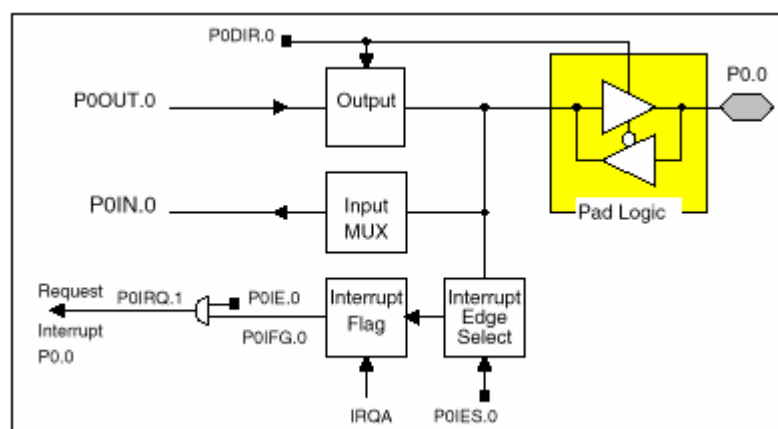 P0DIR.0
P0.0
P0OUT.0
Output
P0IN.0
Input
MUX
Pad Logic
Request
P0IRQ.1
P0IE.0
Interrupt
Flag
Interrupt
Edge
Select
Interrupt
P0IFG.0
P0.0
IRQA
P0IES.0